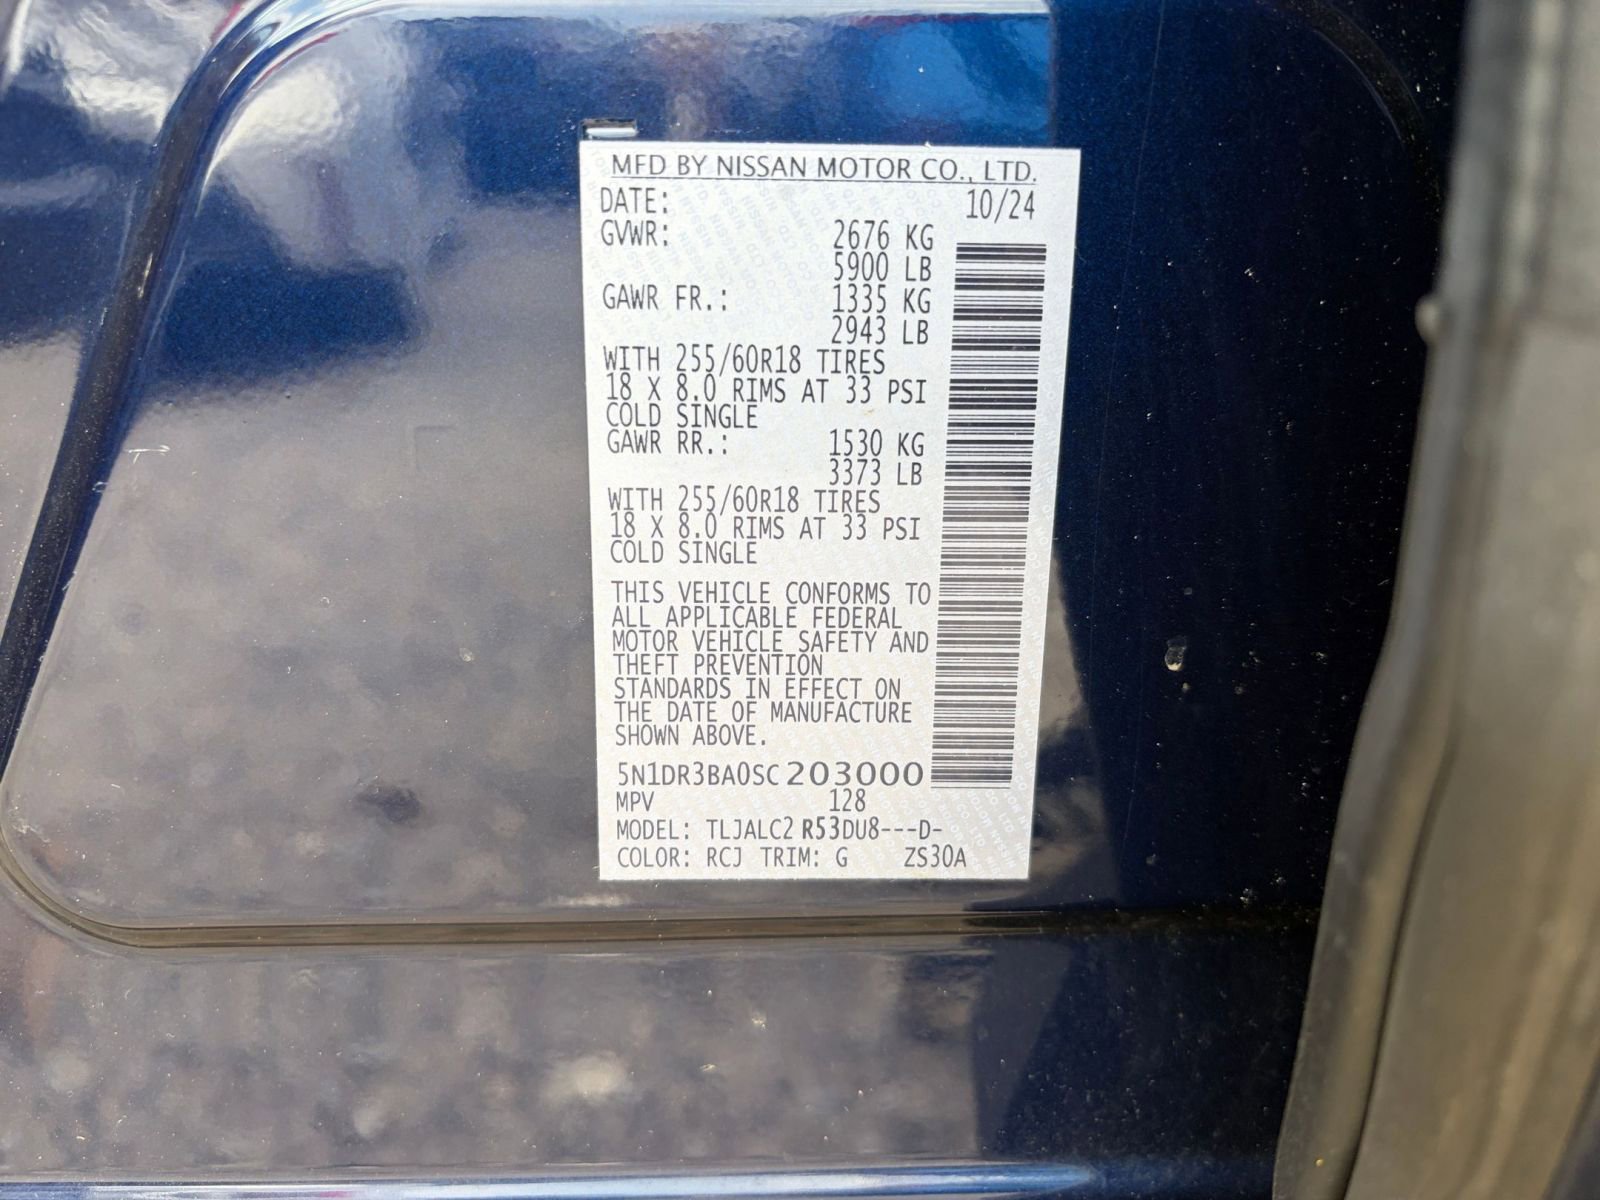 MFD BY NISSAN MOTOR CO., LTD.
DATE: 10/24
GVWR: 2676 KG
5900 LB
GAWR FR.: 1335 KG
2943 LB
WITH 255/60R18 TIRES
18 X 8.0 RIMS AT 33 PSI
COLD SINGLE
GAWR RR.: 1530 KG
3373 LB
WITH 255/60R18 TIRES
18 X 8.0 RIMS AT 33 PSI
COLD SINGLE
THIS VEHICLE CONFORMS TO
ALL APPLICABLE FEDERAL
MOTOR VEHICLE SAFETY AND
THEFT PREVENTION
STANDARDS IN EFFECT ON
THE DATE OF MANUFACTURE
SHOWN ABOVE.
5N1DR3BA0SC203000
MPV 128
MODEL: TLJALC2 R53DU8---D-
COLOR: RCJ TRIM: G ZS30A